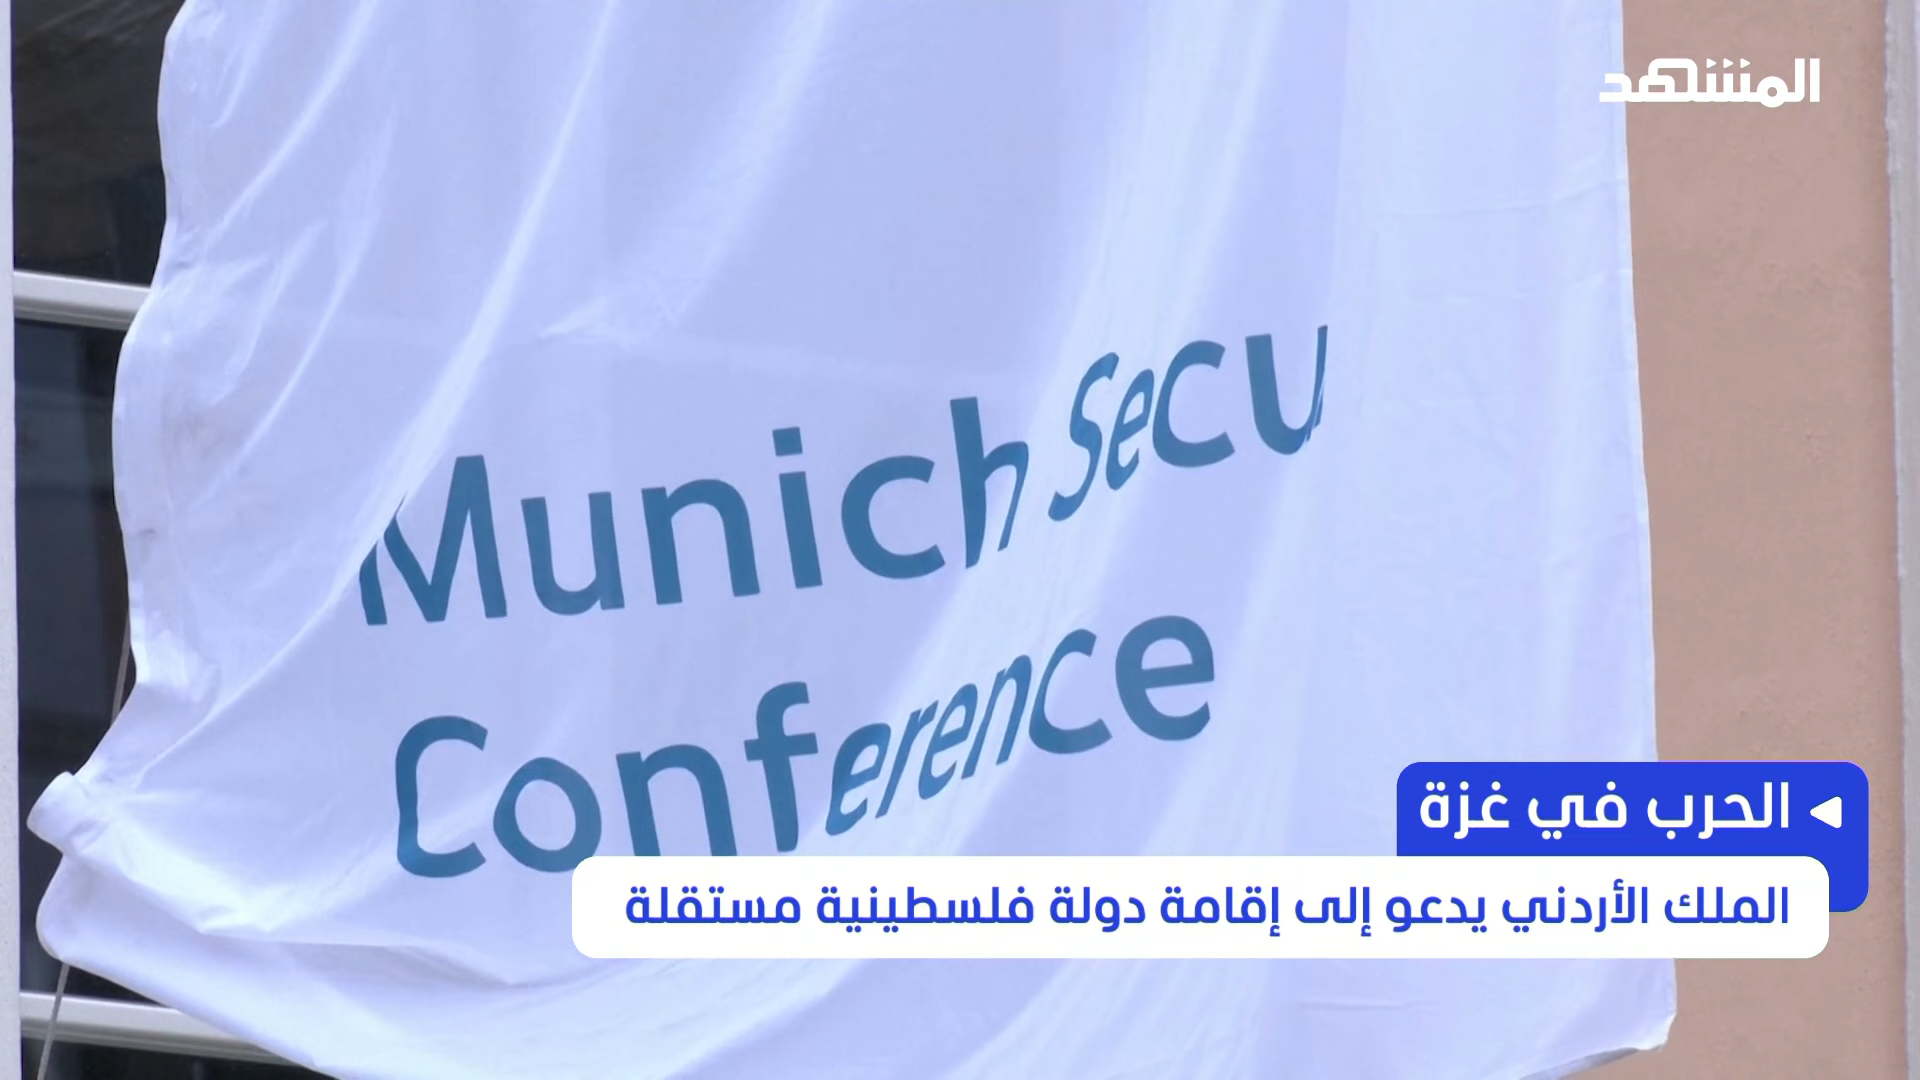 المشهد
Munich Secu
Conference
الحرب في غزة
الملك الأردني يدعو إلى إقامة دولة فلسطينية مستقلة